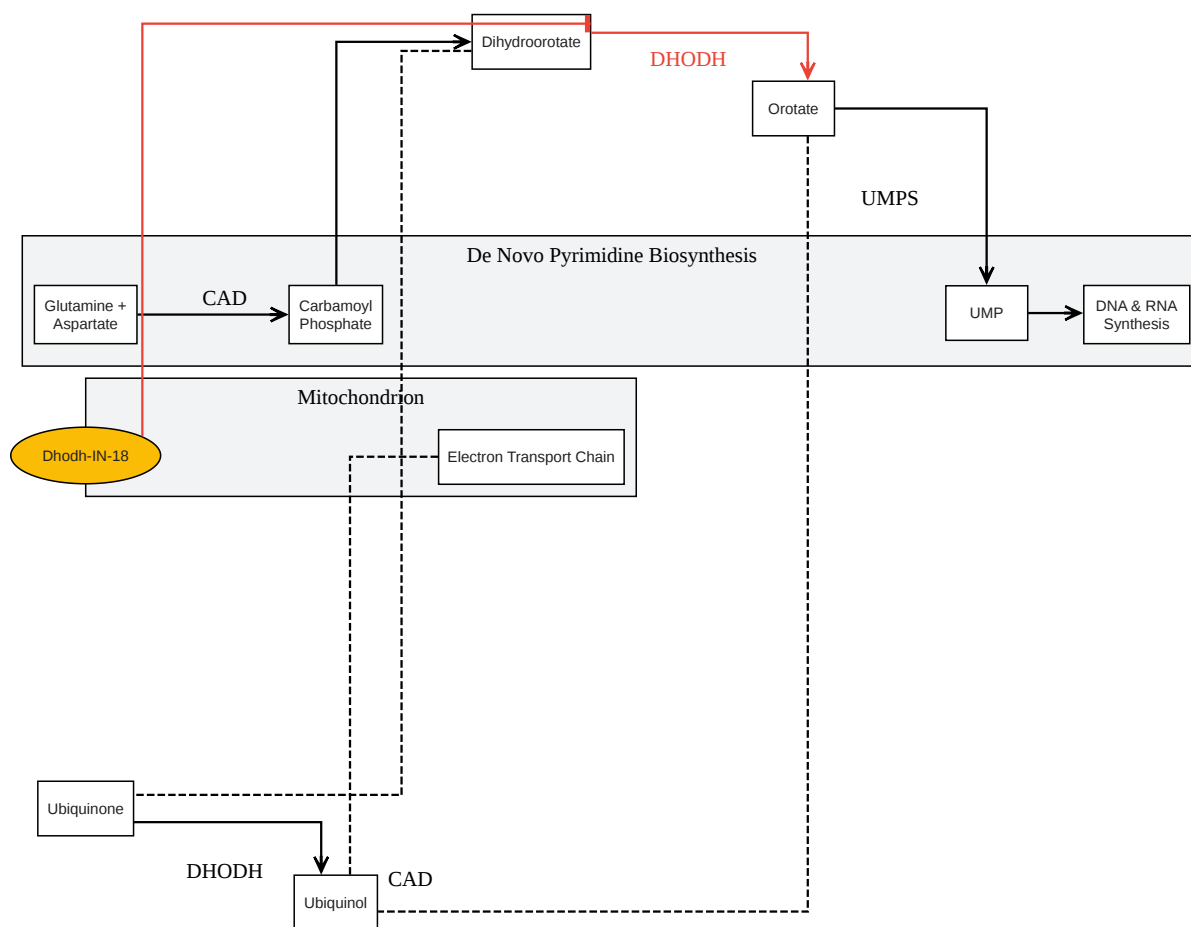 Dihydroorotate
DHODH
Orotate
UMPS
De Novo Pyrimidine Biosynthesis
Glutamine +
Aspartate
CAD
Carbamoyl
Phosphate
UMP
DNA & RNA
Synthesis
Mitochondrion
Dhodh-IN-18
Electron Transport Chain
Ubiquinone
DHODH
CAD
Ubiquinol